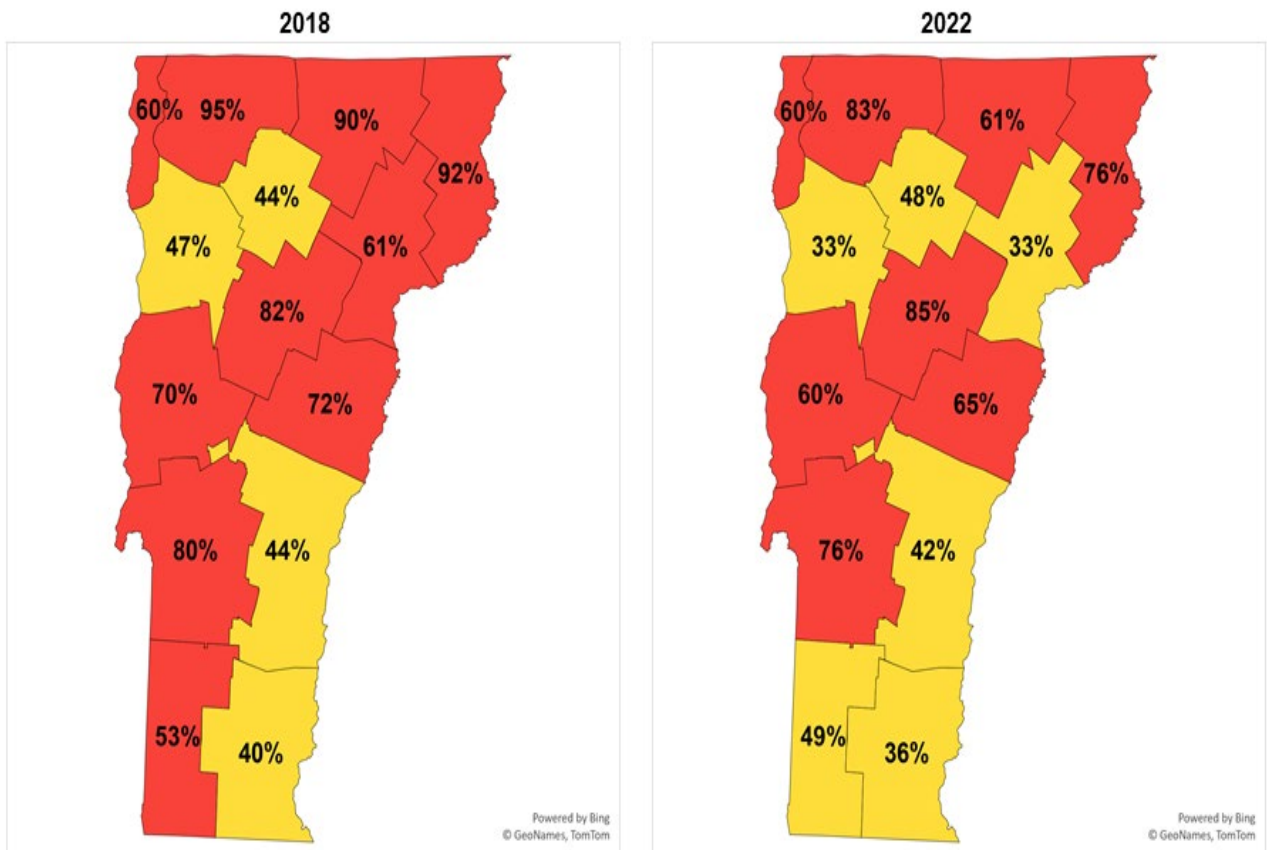 2018
60% 95% 90%
92%
44%
47% 61%
82%
70% 72%
80% 44%
53% 40%
Powered by Bing
© GeoNames, TomTom
2022
60% 83% 61%
76%
48%
33% 33%
85%
60% 65%
76% 42%
49% 36%
Powered by Bing
© GeoNames, TomTom